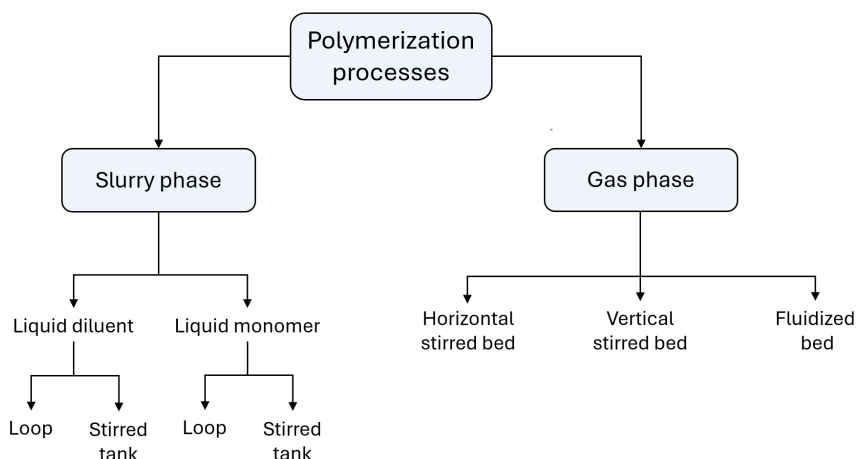 Polymerization
processes
Slurry phase
Gas phase
Liquid diluent
Liquid monomer
Horizontal
stirred bed
Vertical
stirred bed
Fluidized
bed
Loop
Stirred
tank
Loop
Stirred
tank